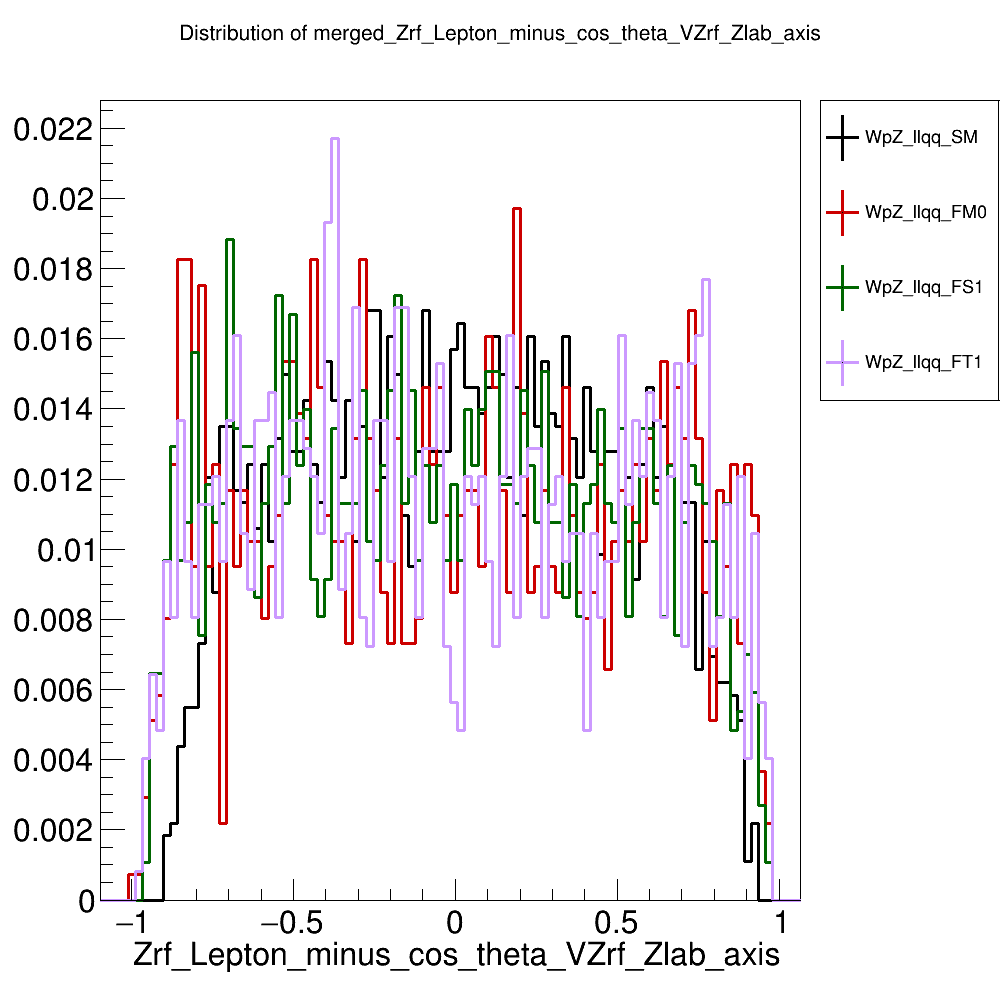 Distribution of merged_Zrf_Lepton_minus_cos_theta_VZrf_Zlab_axis
WpZ_llqq_SM
WpZ_llqq_FM0
WpZ_llqq_FS1
WpZ_llqq_FT1
0.022
0.02
0.018
0.016
0.014
0.012
0.01
0.008
0.006
0.004
0.002
0
−1 −0.5 0 0.5 1
Zrf_Lepton_minus_cos_theta_VZrf_Zlab_axis